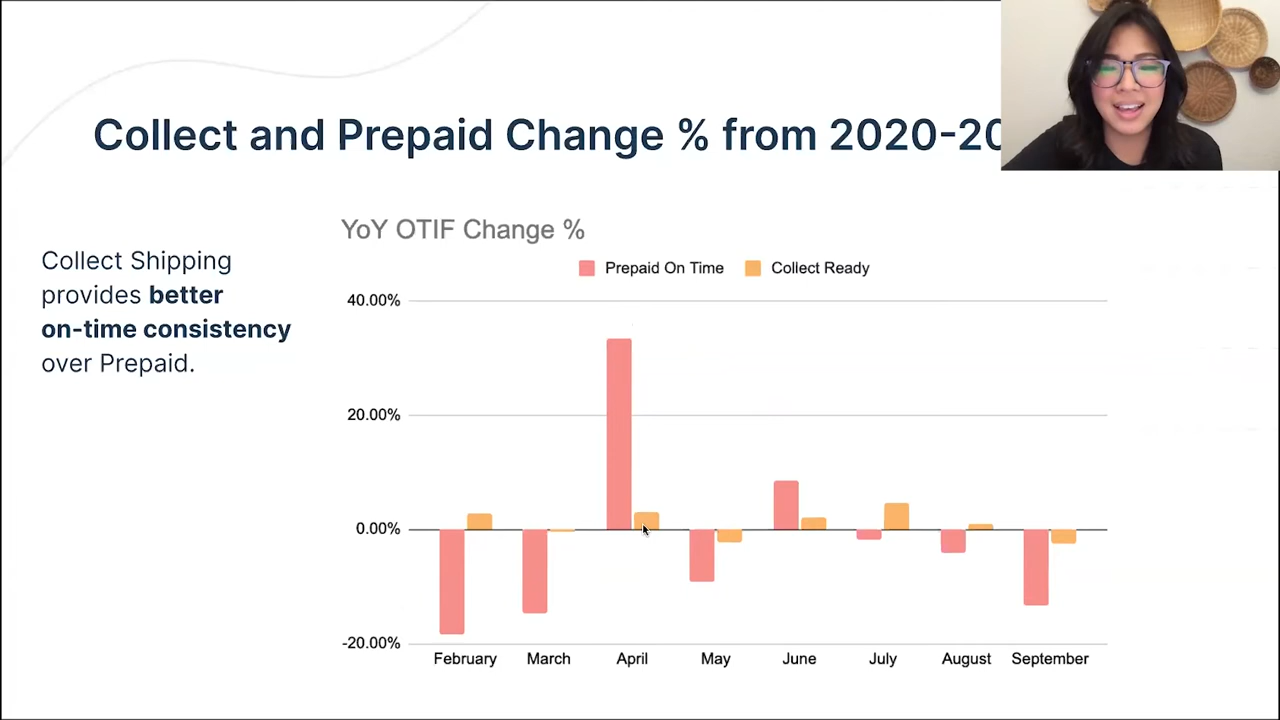 Collect and Prepaid Change % from 2020-20
Collect Shipping
provides better
on-time consistency
over Prepaid.
YoY OTIF Change %
Prepaid On Time
Collect Ready
40.00%
20.00%
0.00%
-20.00%
February
March
April
May
June
July
August
September